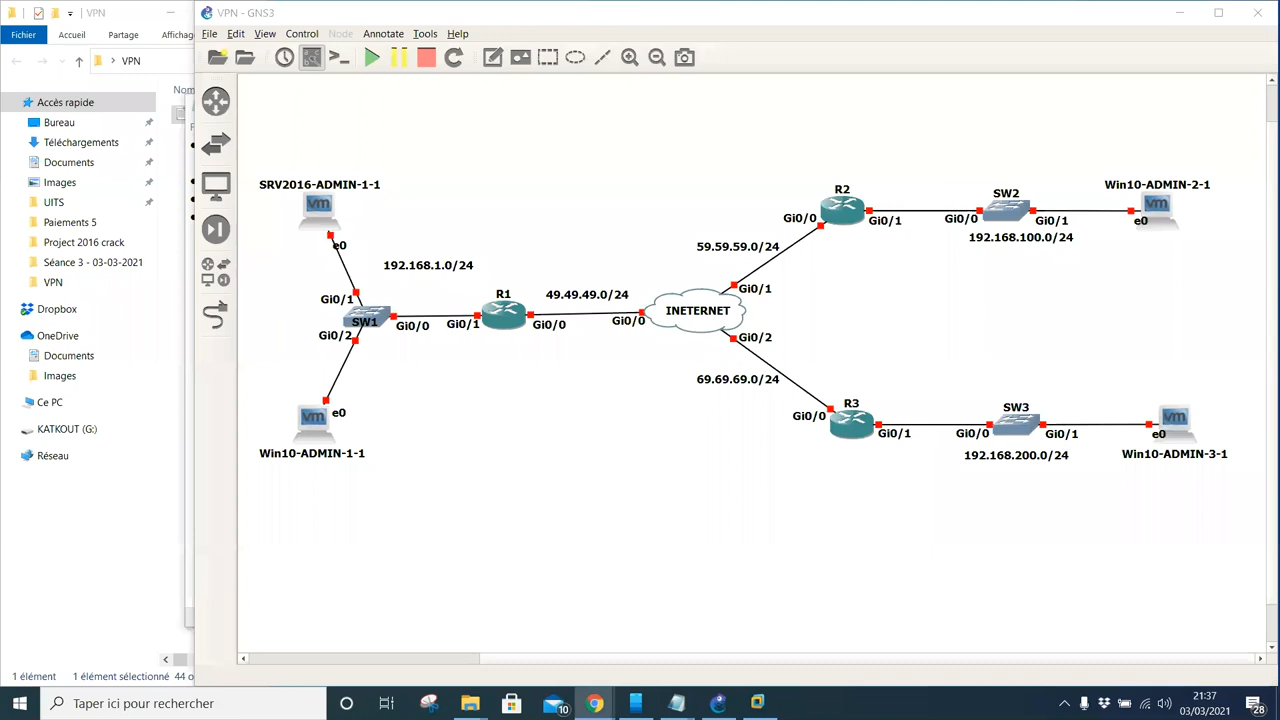 VPN
VPN - GNS3
Fichier
Accueil
Partage
Affichag
File Edit View Control Node Annotate Tools Help
> VPN
Nom
Accès rapide
Bureau
Téléchargements
Documents
Images
UITS
Paiements 5
Project 2016 crack
Séance 3 - 03-03-2021
VPN
Dropbox
OneDrive
Documents
Images
Ce PC
KATKOUT (G:)
Réseau
1 élément
1 élément sélectionné 44 o
SRV2016-ADMIN-1-1
e0
192.168.1.0/24
Gi0/1
SW1
Gi0/2
Gi0/0
e0
Win10-ADMIN-1-1
R1
Gi0/1
Gi0/0
49.49.49.0/24
Gi0/0
INETERNET
Gi0/1
Gi0/2
59.59.59.0/24
R2
Gi0/0
Gi0/1
SW2
Gi0/0
Gi0/1
192.168.100.0/24
Win10-ADMIN-2-1
e0
69.69.69.0/24
R3
Gi0/0
Gi0/1
SW3
Gi0/0
Gi0/1
192.168.200.0/24
e0
Win10-ADMIN-3-1
vm
vm
vm
vm
Taper ici pour rechercher
10
21:37
03/03/2021
28